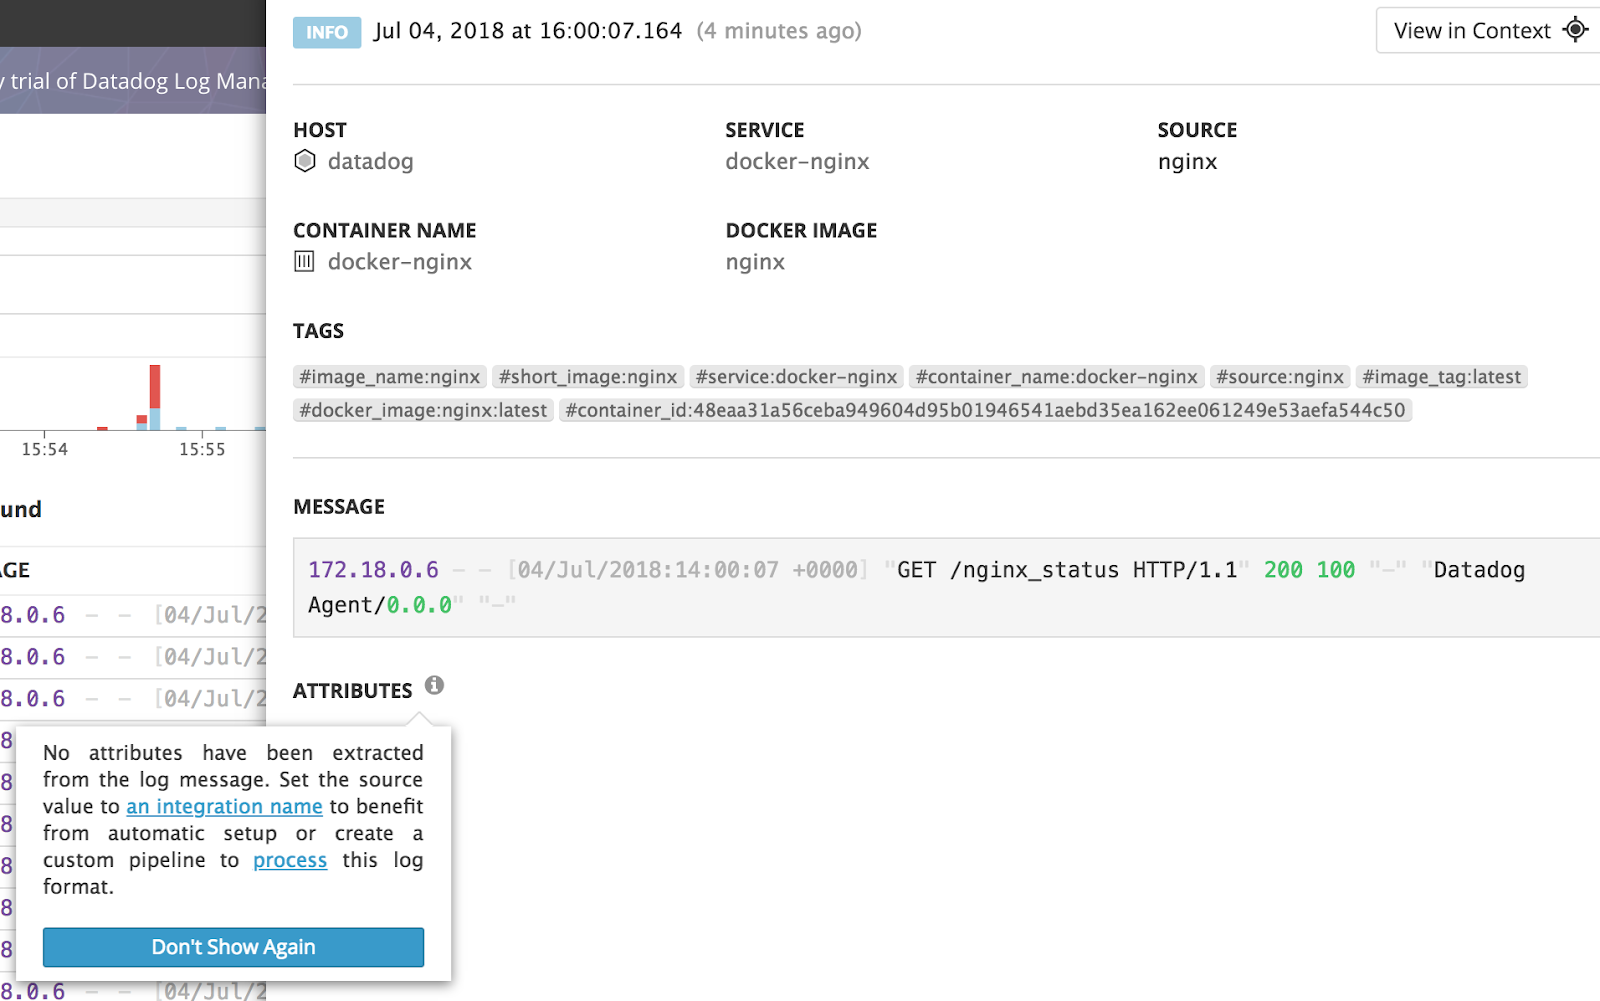 INFO Jul 04, 2018 at 16:00:07.164 (4 minutes ago)
View in Context
trial of Datadog Log Mana
HOST
datadog
SERVICE
docker-nginx
SOURCE
nginx
CONTAINER NAME
docker-nginx
DOCKER IMAGE
nginx
TAGS
#image_name:nginx #short_image:nginx #service:docker-nginx #container_name:docker-nginx #source:nginx #image_tag:latest
#docker_image:nginx:latest #container_id:48eaa31a56ceba949604d95b01946541aebd35ea162ee061249e53aefa544c50
15:54 15:55
und
MESSAGE
172.18.0.6 - - [04/Jul/2018:14:00:07 +0000] "GET /nginx_status HTTP/1.1" 200 100 "-" "Datadog
Agent/0.0.0" "-"
AGE
8.0.6 - - [04/Jul/2
8.0.6 - - [04/Jul/2
8.0.6 - - [04/Jul/2
ATTRIBUTES
8
8
8
8
8
8
8.0.6 - - [04/Jul/2
No attributes have been extracted
from the log message. Set the source
value to an integration name to benefit
from automatic setup or create a
custom pipeline to process this log
format.
Don't Show Again